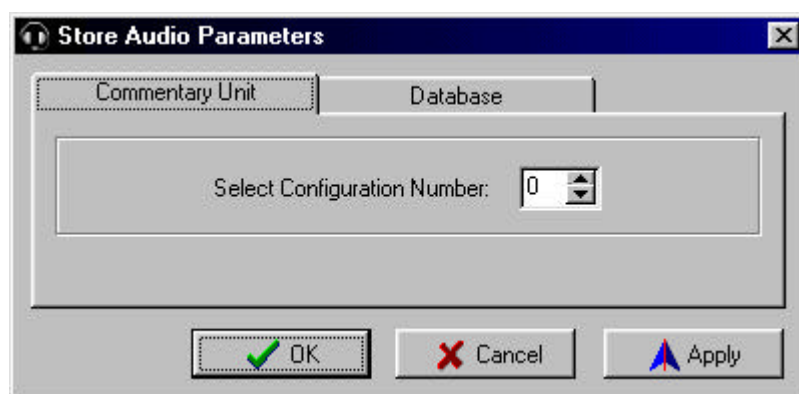 Store Audio Parameters
Commentary Unit
Database
Select Configuration Number: 0
OK
Cancel
Apply